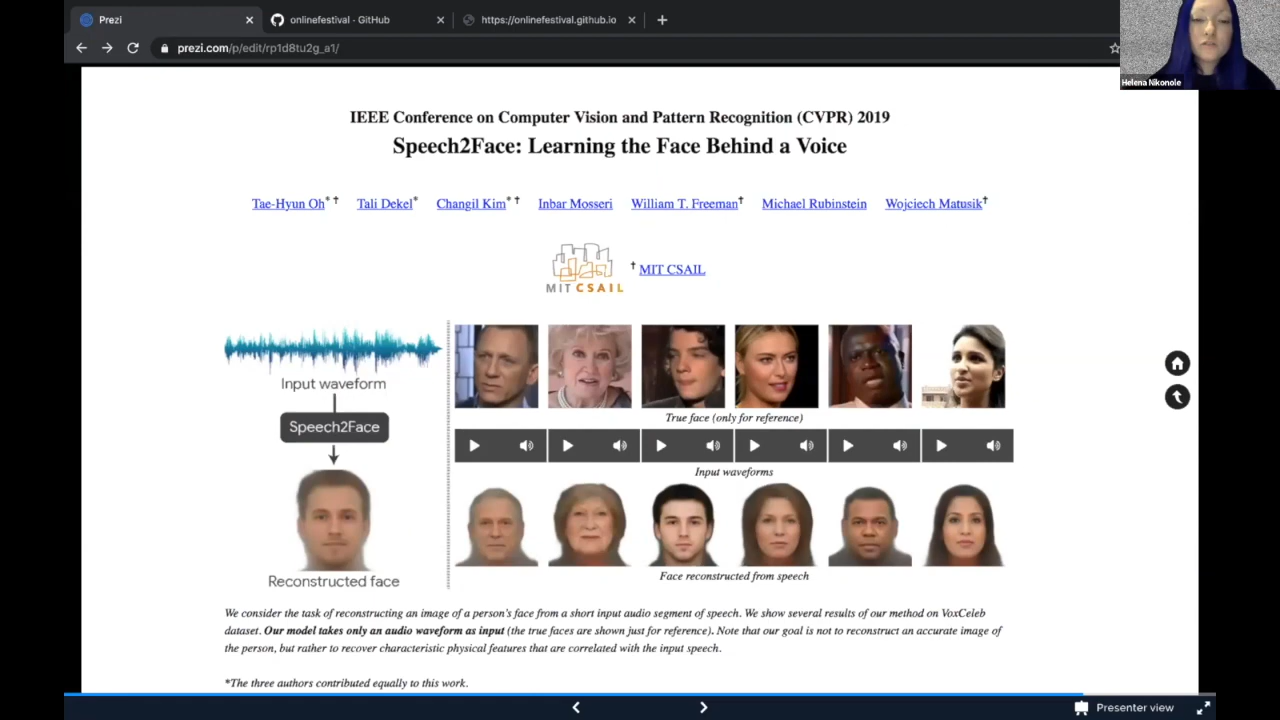 Prezi
onlinefestival · GitHub
https://onlinefestival.github.io
prezi.com/p/edit/rp1d8tu2g_a1/
Helena Nikonole
IEEE Conference on Computer Vision and Pattern Recognition (CVPR) 2019
Speech2Face: Learning the Face Behind a Voice
Tae-Hyun Oh* † Tali Dekel* Changil Kim* † Inbar Mosseri William T. Freeman† Michael Rubinstein Wojciech Matusik†
MIT CSAIL
† MIT CSAIL
Input waveform
Speech2Face
Reconstructed face
True face (only for reference)
Input waveforms
Face reconstructed from speech
We consider the task of reconstructing an image of a person's face from a short input audio segment of speech. We show several results of our method on VoxCeleb
dataset. Our model takes only an audio waveform as input (the true faces are shown just for reference). Note that our goal is not to reconstruct an accurate image of
the person, but rather to recover characteristic physical features that are correlated with the input speech.
*The three authors contributed equally to this work.
Presenter view